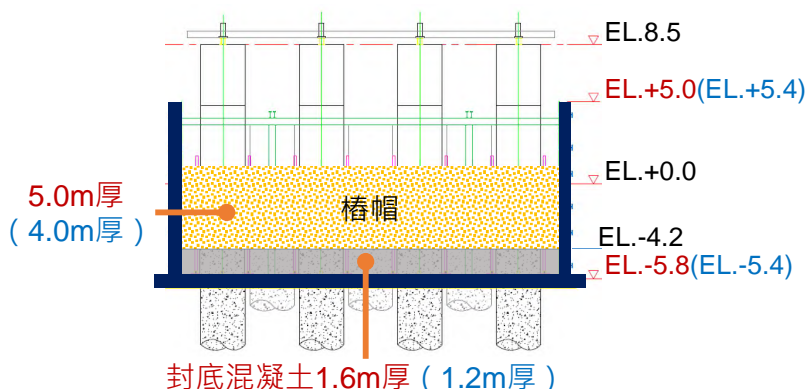 EL.8.5
EL.+5.0(EL.+5.4)
5.0m厚
（4.0m厚）
樁帽
EL.+0.0
EL.-4.2
EL.-5.8(EL.-5.4)
封底混凝土1.6m厚（1.2m厚）